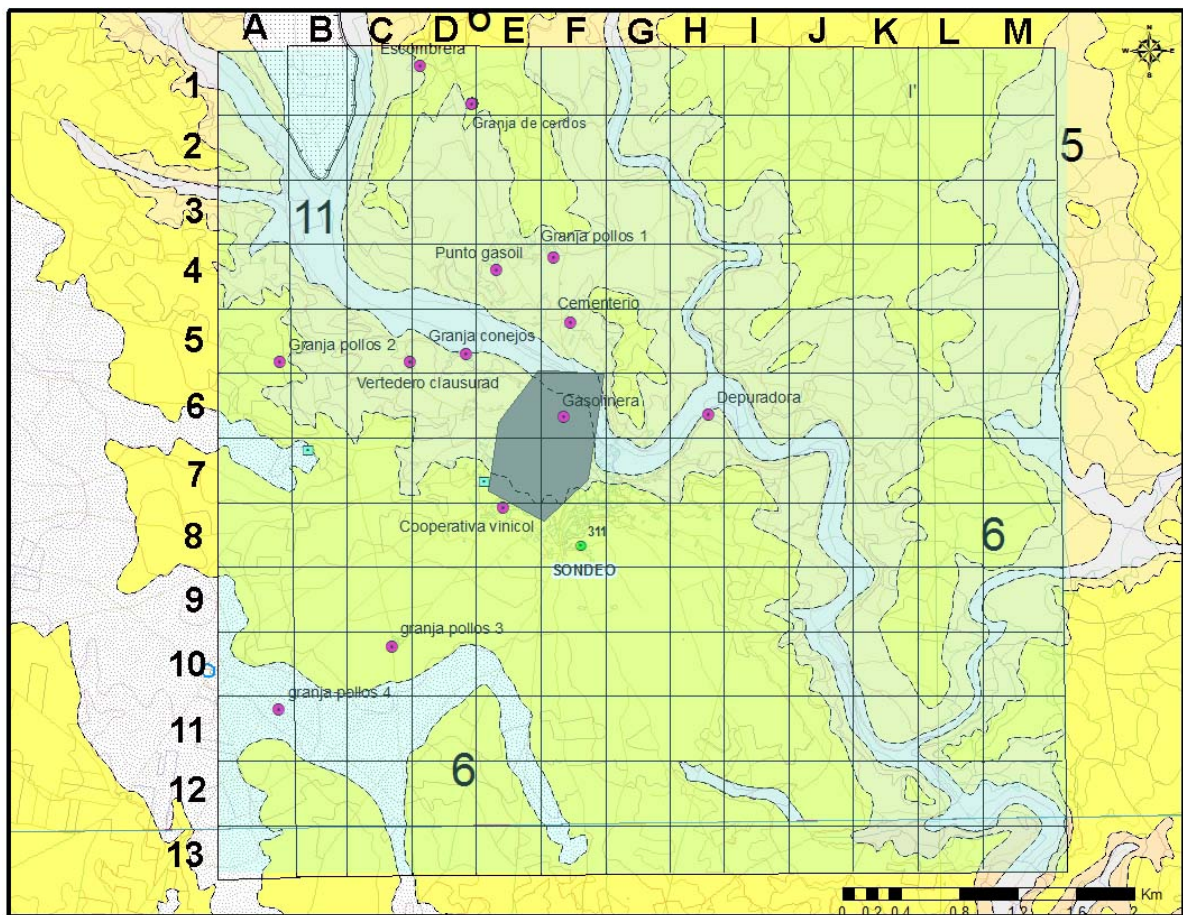 6
A B C D E F G H I J K L M
N
W E
S
1
Escombrera
I'
Granja de cerdos
2
5
3
11
4
Granja pollos 1
Punto gasoil
Cementerio
5
Granja conejos
Granja pollos 2
Vertedero clausurad
6
Gasolinera
Depuradora
7
Cooperativa vinicol
8
311
6
SONDEO
9
granja pollos 3
10
granja pollos 4
11
6
12
13
Km
0 0,2 0,4 0,8 1,2 1,6 2